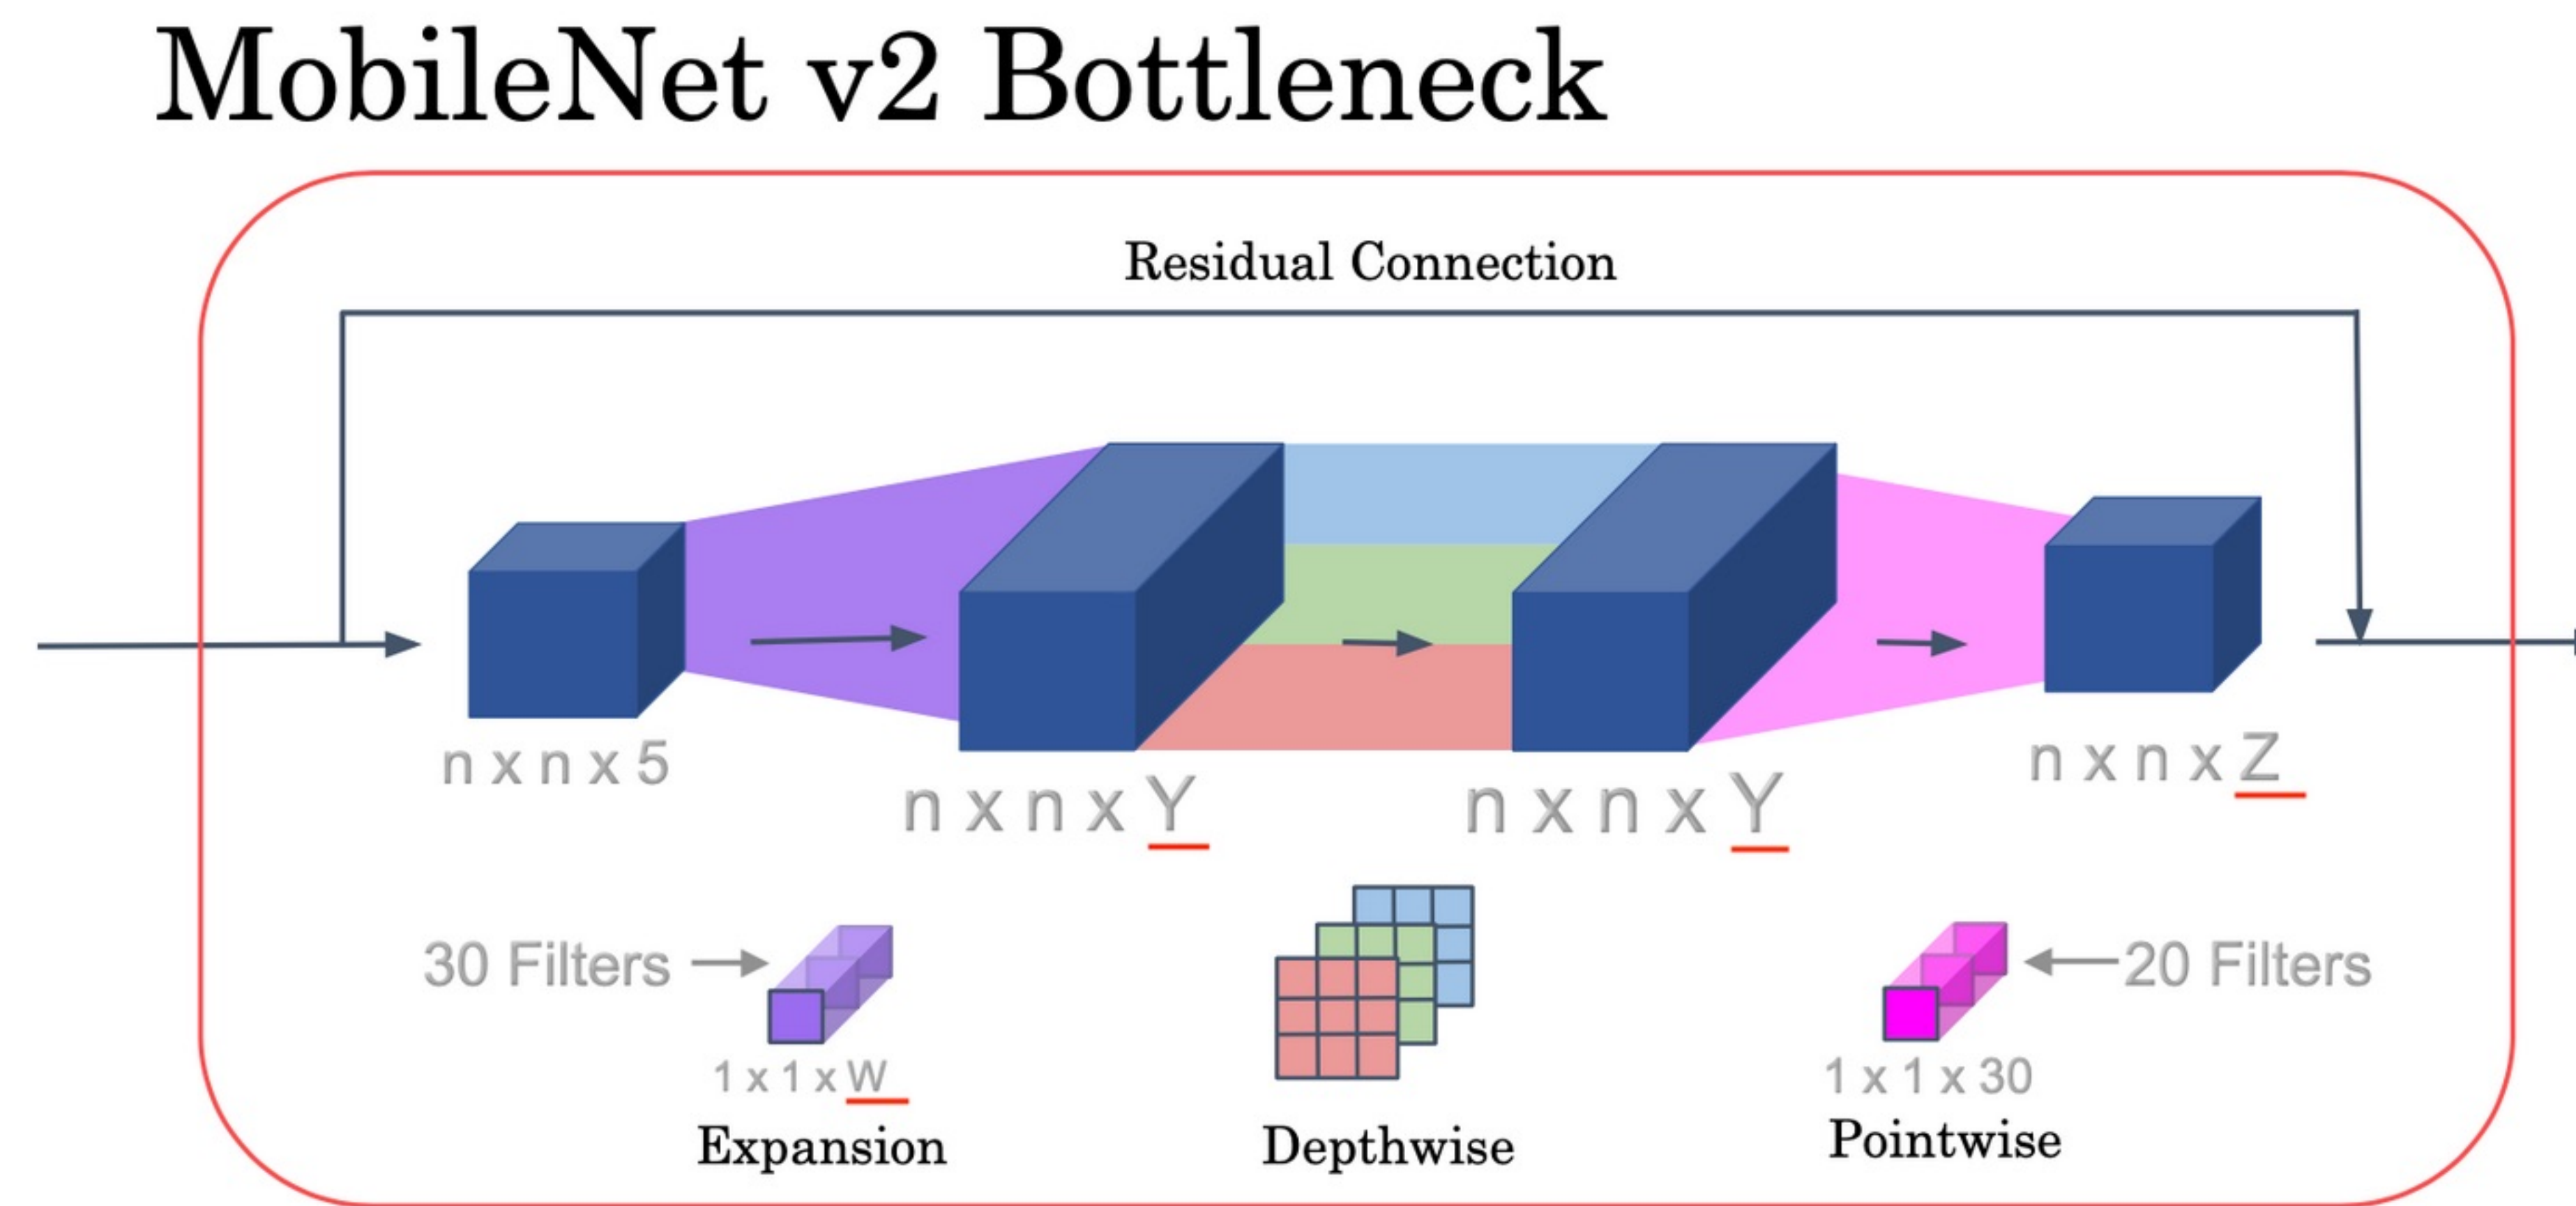 MobileNet v2 Bottleneck
Residual Connection
n x n x 5
n x n x Y
n x n x Y
n x n x Z
30 Filters
20 Filters
1 x 1 x W
1 x 1 x 30
Expansion
Depthwise
Pointwise